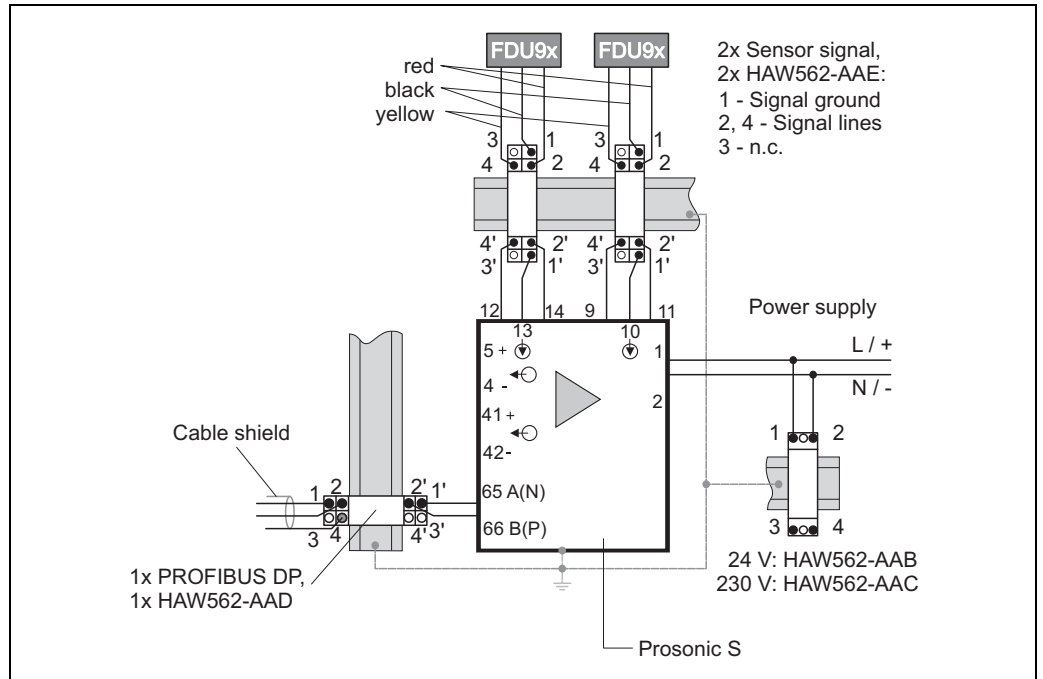 FDU9x FDU9x
red
black
yellow
2x Sensor signal,
2x HAW562-AAE:
1 - Signal ground
2, 4 - Signal lines
3 - n.c.
3 1 3 1
4 2 4 2
4' 2' 4' 2'
3' 1' 3' 1'
12 14 9 11
13 10
Power supply
5 + 1
L / +
4 - 2
N / -
41 +
42-
Cable shield
1 2
3 4
65 A(N)
66 B(P)
1 2 2' 1'
3 4 4' 3'
24 V: HAW562-AAB
230 V: HAW562-AAC
1x PROFIBUS DP,
1x HAW562-AAD
Prosonic S